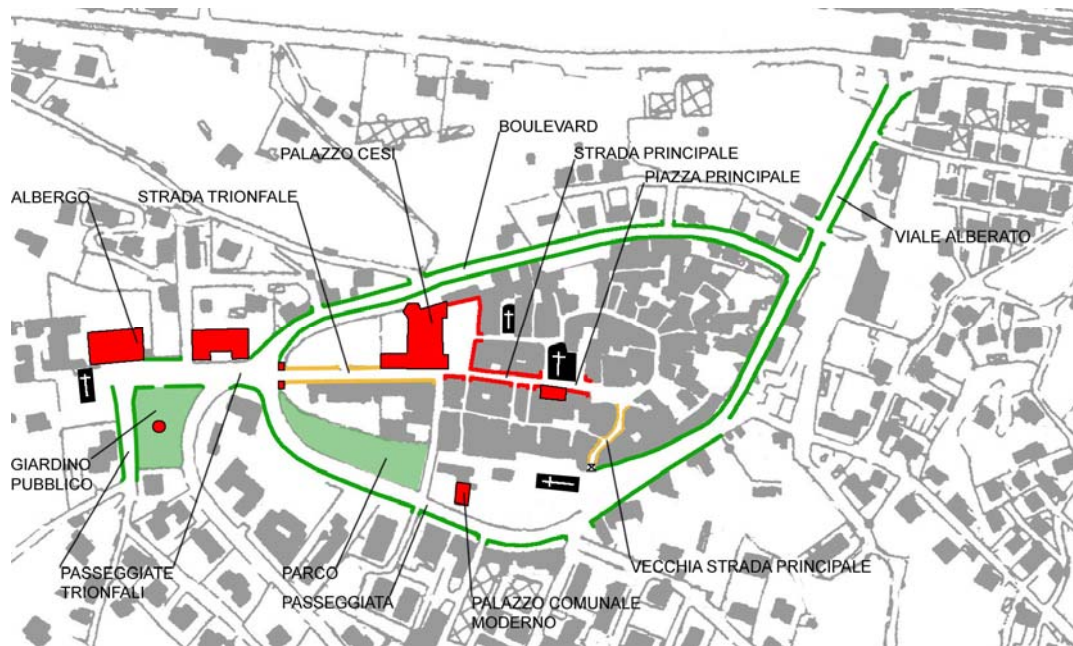 BOULEVARD
PALAZZO CESI
STRADA PRINCIPALE
PIAZZA PRINCIPALE
ALBERGO
STRADA TRIONFALE
VIALE ALBERATO
GIARDINO
PUBBLICO
PASSEGGIATE
TRIONFALI
PARCO
PASSEGGIATA
PALAZZO COMUNALE
MODERNO
VECCHIA STRADA PRINCIPALE